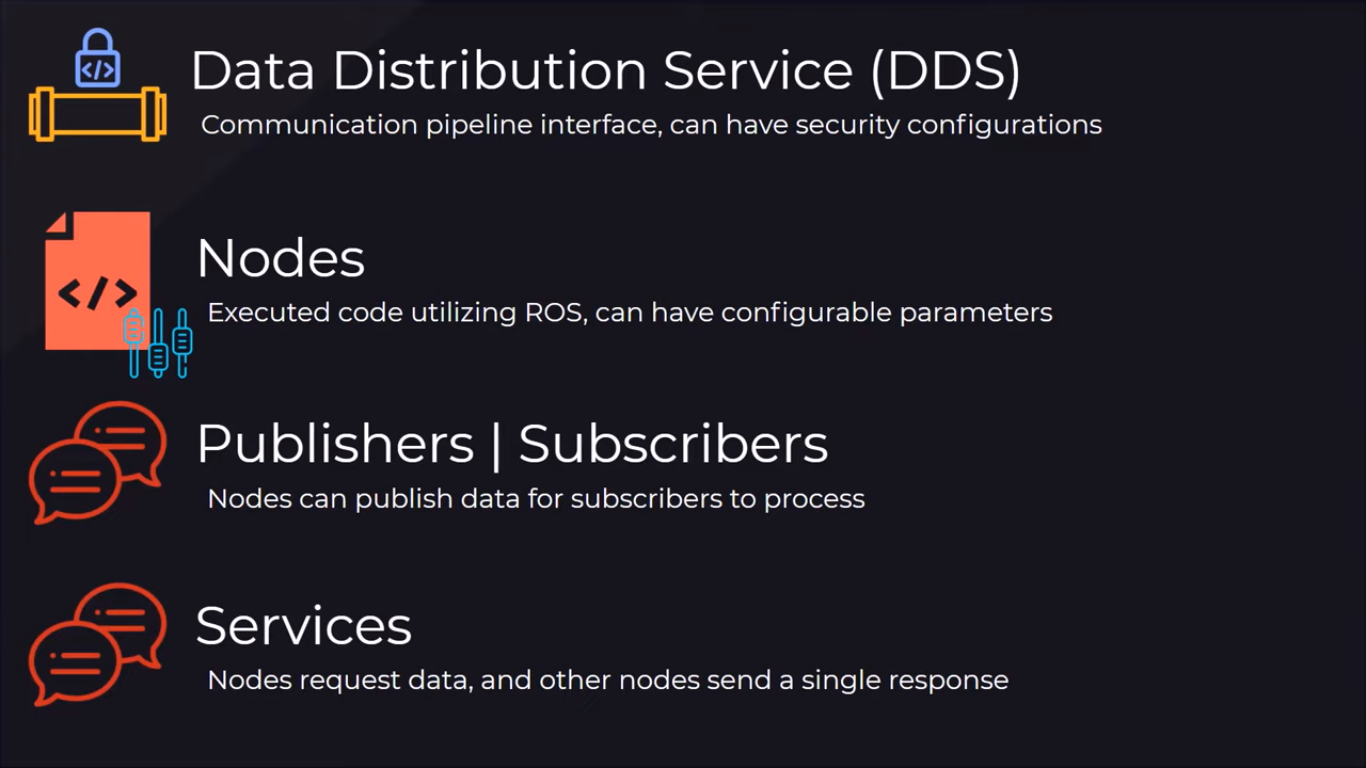 Data Distribution Service (DDS)
Communication pipeline interface, can have security configurations
Nodes
Executed code utilizing ROS, can have configurable parameters
Publishers | Subscribers
Nodes can publish data for subscribers to process
Services
Nodes request data, and other nodes send a single response